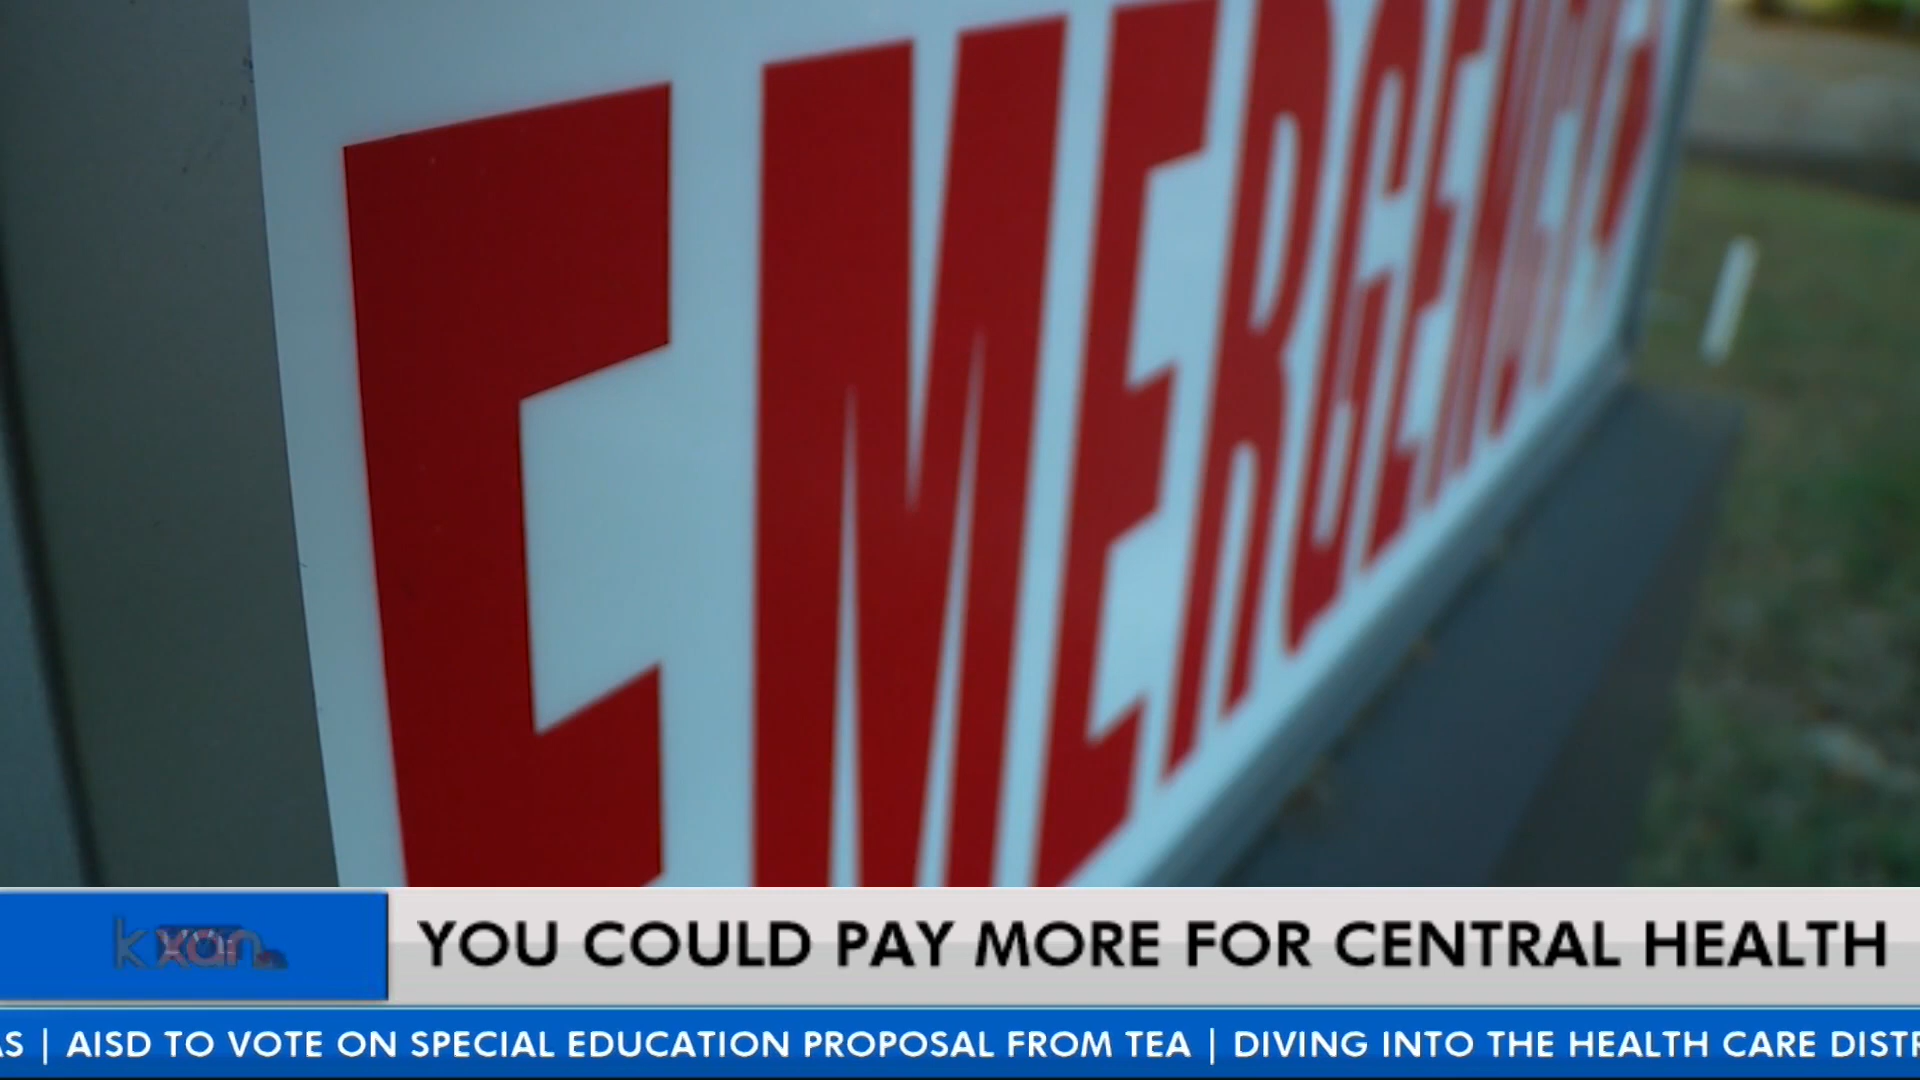 EMERGENCY
kxan
YOU COULD PAY MORE FOR CENTRAL HEALTH
AS | AISD TO VOTE ON SPECIAL EDUCATION PROPOSAL FROM TEA | DIVING INTO THE HEALTH CARE DISTR